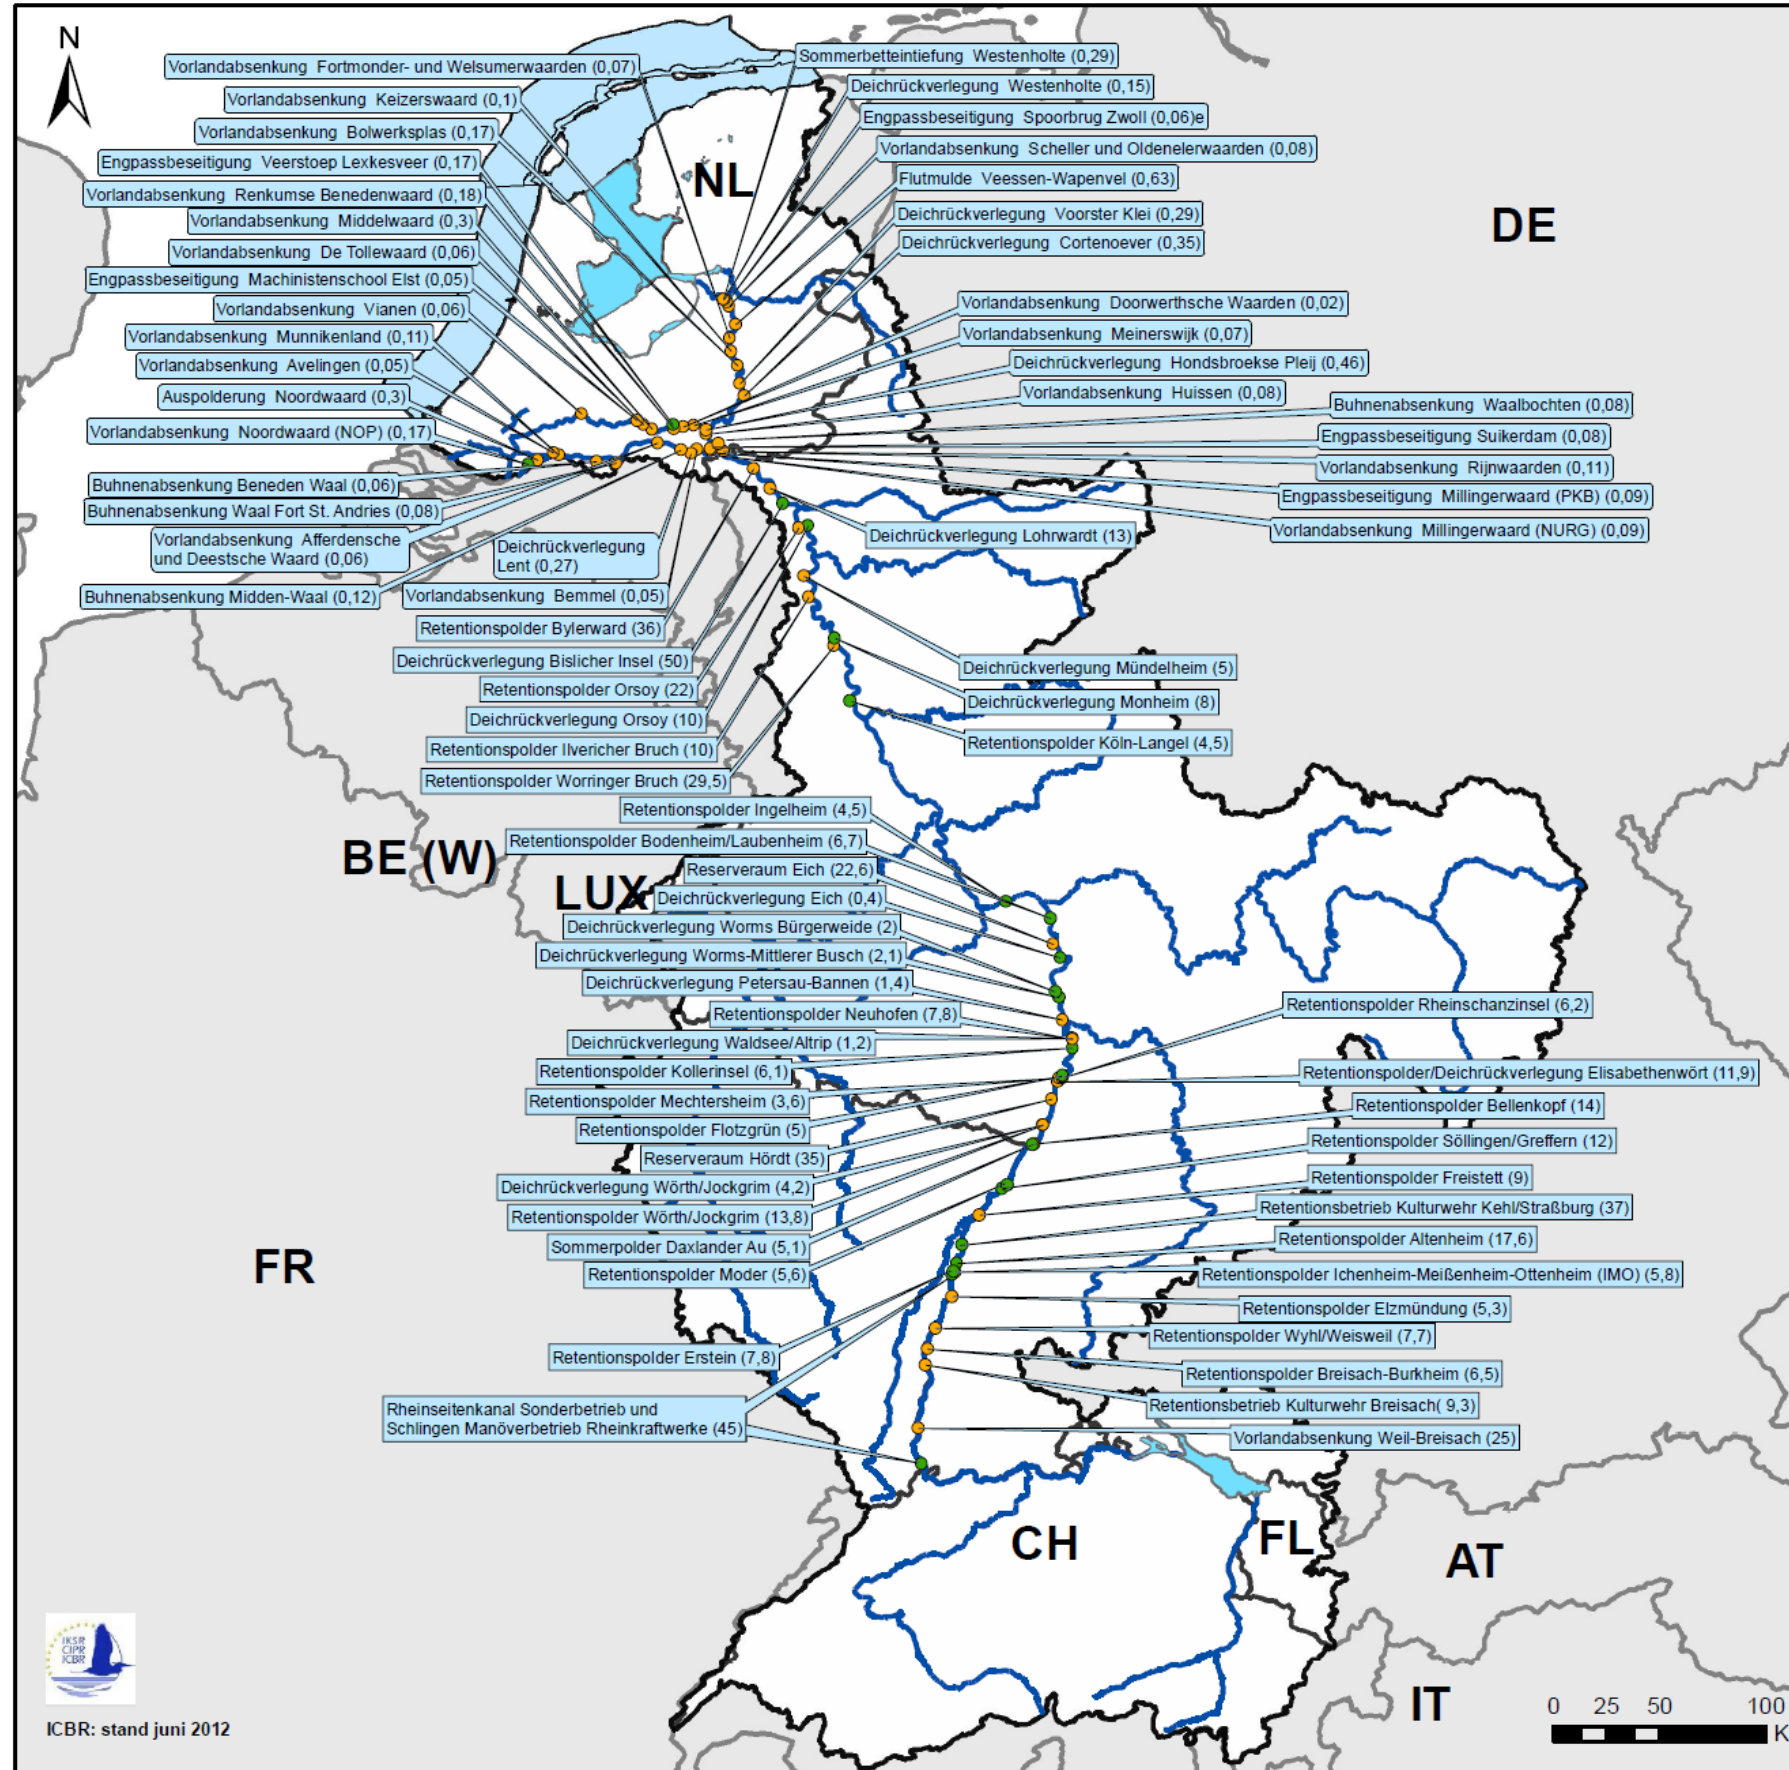 N
Vorlandabsenkung Fortmonder- und Welsumerwaarden (0,07)
Vorlandabsenkung Keizerswaard (0,1)
Vorlandabsenkung Bolwerksplas (0,17)
Engpassbeseitigung Veerstoep Lexkesveer (0,17)
Vorlandabsenkung Renkumse Benedenwaard (0,18)
Vorlandabsenkung Middelwaard (0,3)
Vorlandabsenkung De Tollewaard (0,06)
Engpassbeseitigung Machinistenschool Elst (0,05)
Vorlandabsenkung Vianen (0,06)
Vorlandabsenkung Munnikenland (0,11)
Vorlandabsenkung Avelingen (0,05)
Auspolderung Noordwaard (0,3)
Vorlandabsenkung Noordwaard (NOP) (0,17)
Buhnenabsenkung Beneden Waal (0,06)
Buhnenabsenkung Waal Fort St. Andries (0,08)
Vorlandabsenkung Afferdensche
und Deestsche Waard (0,06)
Buhnenabsenkung Midden-Waal (0,12)
Deichrückverlegung
Lent (0,27)
Vorlandabsenkung Bemmel (0,05)
Retentionspolder Bylerward (36)
Deichrückverlegung Bislicher Insel (50)
Retentionspolder Orsoy (22)
Deichrückverlegung Orsoy (10)
Retentionspolder Ilvericher Bruch (10)
Retentionspolder Worringer Bruch (29,5)
Sommerbetteintiefung Westenholte (0,29)
Deichrückverlegung Westenholte (0,15)
Engpassbeseitigung Spoorbrug Zwoll (0,06)e
Vorlandabsenkung Scheller und Oldenelerwaarden (0,08)
Flutmulde Veessen-Wapenvel (0,63)
Deichrückverlegung Voorster Klei (0,29)
Deichrückverlegung Cortenoever (0,35)
Vorlandabsenkung Doorwerthsche Waarden (0,02)
Vorlandabsenkung Meinerswijk (0,07)
Deichrückverlegung Hondsbroekse Pleij (0,46)
Vorlandabsenkung Huissen (0,08)
Buhnenabsenkung Waalbochten (0,08)
Engpassbeseitigung Suikerdam (0,08)
Vorlandabsenkung Rijnwaarden (0,11)
Engpassbeseitigung Millingerwaard (PKB) (0,09)
Vorlandabsenkung Millingerwaard (NURG) (0,09)
Deichrückverlegung Lohrwardt (13)
Deichrückverlegung Mündelheim (5)
Deichrückverlegung Monheim (8)
Retentionspolder Köln-Langel (4,5)
NL
DE
BE (W)
LUX
Retentionspolder Ingelheim (4,5)
Retentionspolder Bodenheim/Laubenheim (6,7)
Reserveraum Eich (22,6)
Deichrückverlegung Eich (0,4)
Deichrückverlegung Worms Bürgerweide (2)
Deichrückverlegung Worms-Mittlerer Busch (2,1)
Deichrückverlegung Petersau-Bannen (1,4)
Retentionspolder Neuhofen (7,8)
Deichrückverlegung Waldsee/Altrip (1,2)
Retentionspolder Kollerinsel (6,1)
Retentionspolder Mechtersheim (3,6)
Retentionspolder Flotzgrün (5)
Reserveraum Hördt (35)
Deichrückverlegung Wörth/Jockgrim (4,2)
Retentionspolder Wörth/Jockgrim (13,8)
Sommerpolder Daxlander Au (5,1)
Retentionspolder Moder (5,6)
Retentionspolder Erstein (7,8)
Rheinseitenkanal Sonderbetrieb und
Schlingen Manöverbetrieb Rheinkraftwerke (45)
Retentionspolder Rheinschanzinsel (6,2)
Retentionspolder/Deichrückverlegung Elisabethenwört (11,9)
Retentionspolder Bellenkopf (14)
Retentionspolder Söllingen/Greffern (12)
Retentionspolder Freistett (9)
Retentionsbetrieb Kulturwehr Kehl/Straßburg (37)
Retentionspolder Altenheim (17,6)
Retentionspolder Ichenheim-Meißenheim-Ottenheim (IMO) (5,8)
Retentionspolder Elzmündung (5,3)
Retentionspolder Wyhl/Weisweil (7,7)
Retentionspolder Breisach-Burkheim (6,5)
Retentionsbetrieb Kulturwehr Breisach( 9,3)
Vorlandabsenkung Weil-Breisach (25)
FR
CH
FL
AT
IT
IKSR
CIPR
ICBR
ICBR: stand juni 2012
0 25 50 100
K